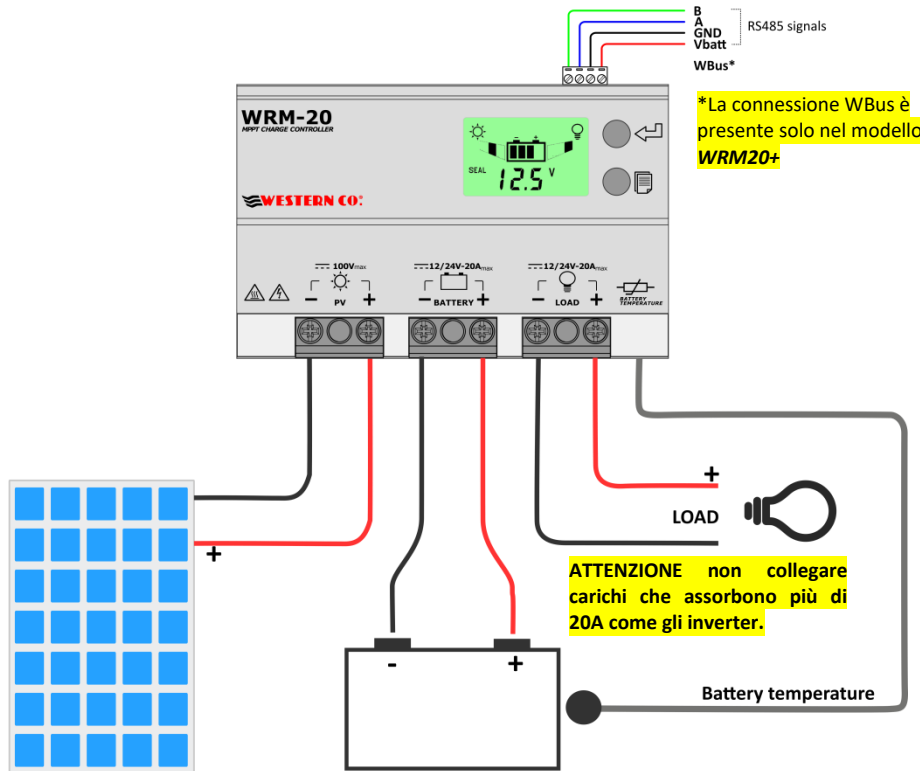 B
A
GND
Vbatt
RS485 signals
WBus*
*La connessione WBus è
presente solo nel modello
WRM20+
WRM-20
MPPT CHARGE CONTROLLER
SEAL 12.5 V
WESTERN CO.
100Vmax
12/24V-20Amax
12/24V-20Amax
- PV +
- BATTERY +
- LOAD +
BATTERY
TEMPERATURE
+
LOAD
+
ATTENZIONE non collegare
carichi che assorbono più di
20A come gli inverter.
- +
Battery temperature